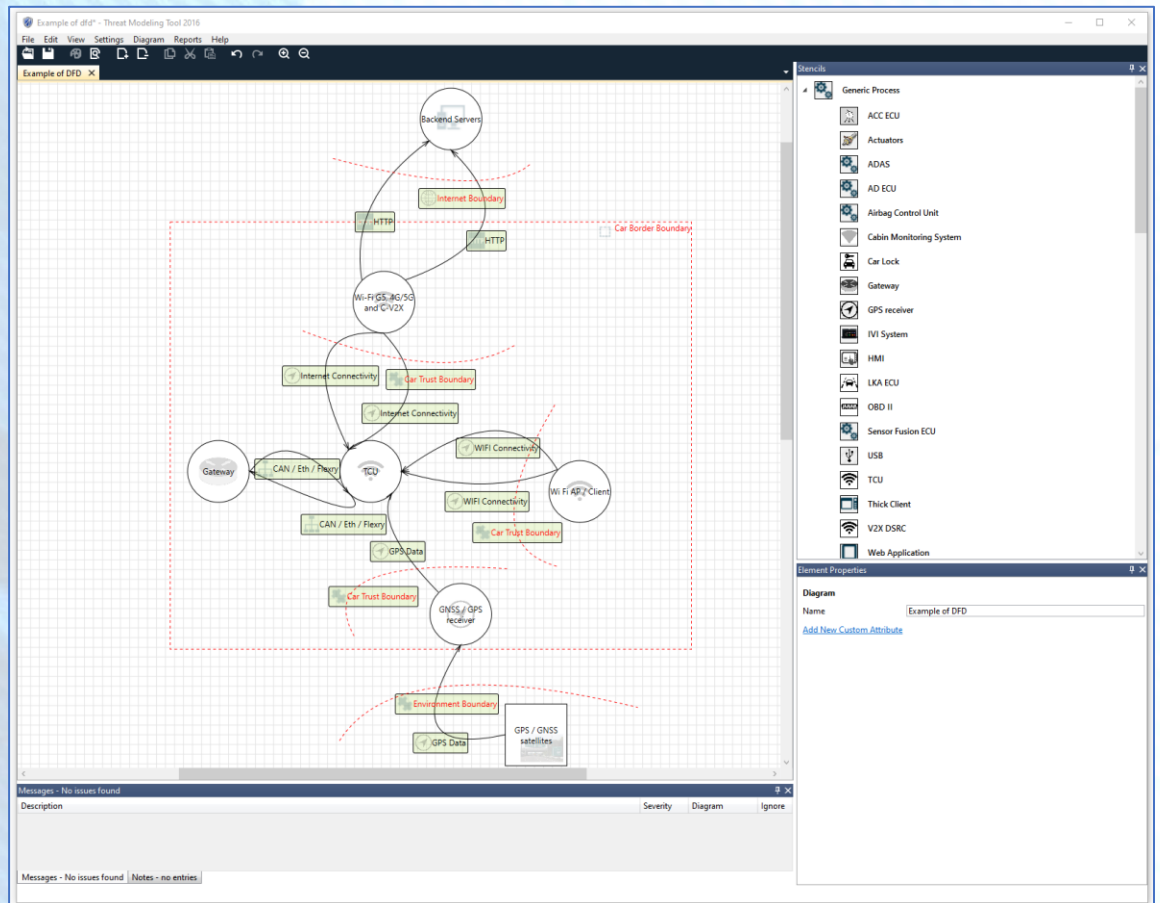 Example of dfd* - Threat Modeling Tool 2016
File Edit View Settings Diagram Reports Help
Example of DFD
Backend Servers
Internet Boundary
HTTP
Car Border Boundary
HTTP
Wi-Fi G5, 4G/5G
and C-V2X
Internet Connectivity
Car Trust Boundary
Internet Connectivity
WIFI Connectivity
Gateway
CAN / Eth / Flexry
TCU
Wi Fi AP / Client
WIFI Connectivity
CAN / Eth / Flexry
Car Trust Boundary
GPS Data
Car Trust Boundary
GNSS / GPS
receiver
Environment Boundary
GPS / GNSS
satellites
GPS Data
Stencils
Generic Process
ACC ECU
Actuators
ADAS
AD ECU
Airbag Control Unit
Cabin Monitoring System
Car Lock
Gateway
GPS receiver
IVI System
HMI
LKA ECU
OBD II
Sensor Fusion ECU
USB
TCU
Thick Client
V2X DSRC
Web Application
Element Properties
Diagram
Name Example of DFD
Add New Custom Attribute
Messages - No issues found
Description Severity Diagram Ignore
Messages - No issues found Notes - no entries